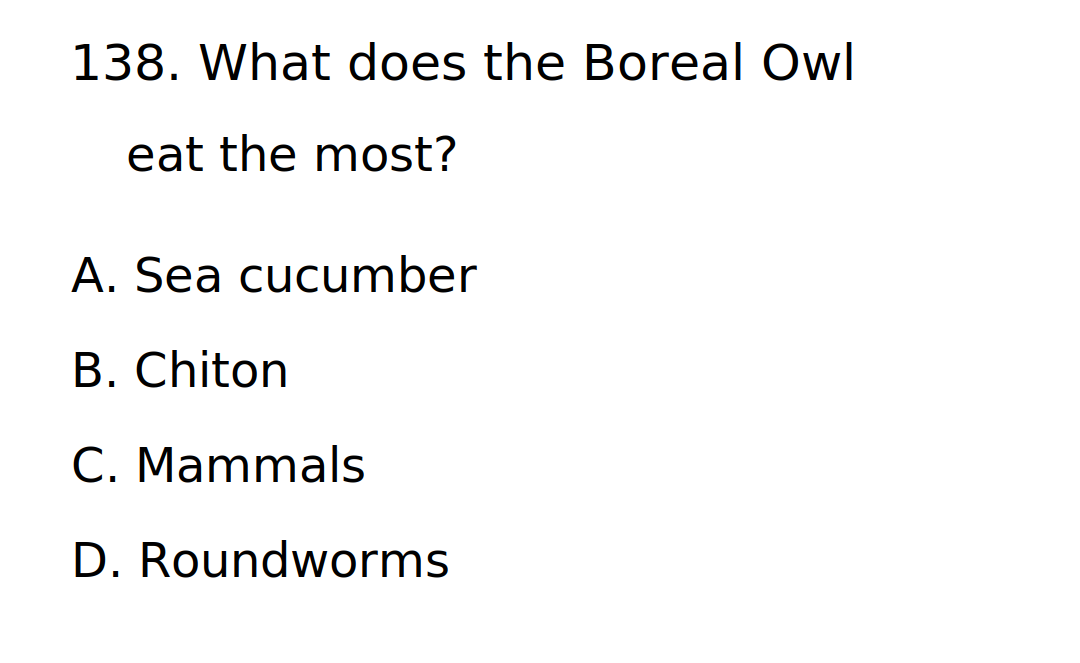 138. What does the Boreal Owl
eat the most?
A. Sea cucumber
B. Chiton
C. Mammals
D. Roundworms